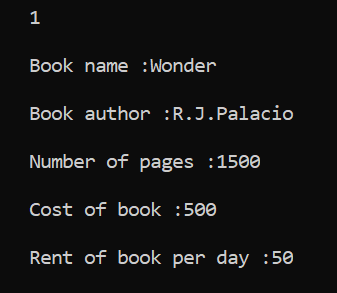 1
Book name :Wonder
Book author :R.J.Palacio
Number of pages :1500
Cost of book :500
Rent of book per day :50